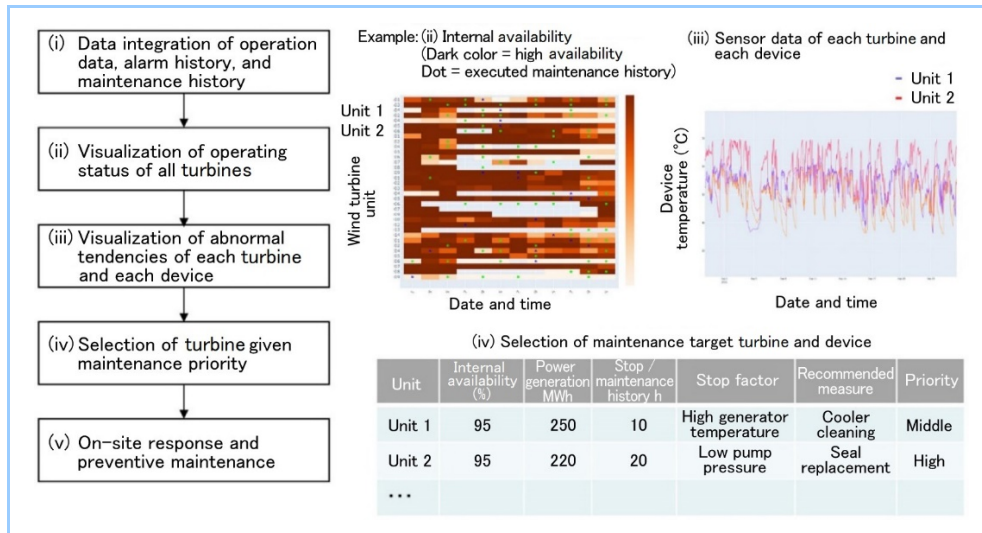 (i) Data integration of operation
data, alarm history, and
maintenance history
(ii) Visualization of operating
status of all turbines
(iii) Visualization of abnormal
tendencies of each turbine
and each device
(iv) Selection of turbine given
maintenance priority
(v) On-site response and
preventive maintenance
Example: (ii) Internal availability
(Dark color = high availability
Dot = executed maintenance history)
Unit 1
Unit 2
Wind turbine
unit
Date and time
(iii) Sensor data of each turbine and
each device
Unit 1
Unit 2
Device
temperature (°C)
Date and time
(iv) Selection of maintenance target turbine and device
Unit
Internal
availability
(%)
Power
generation
MWh
Stop /
maintenance
history h
Stop factor
Recommended
measure
Priority
Unit 1
95
250
10
High generator
temperature
Cooler
cleaning
Middle
Unit 2
95
220
20
Low pump
pressure
Seal
replacement
High
• • •